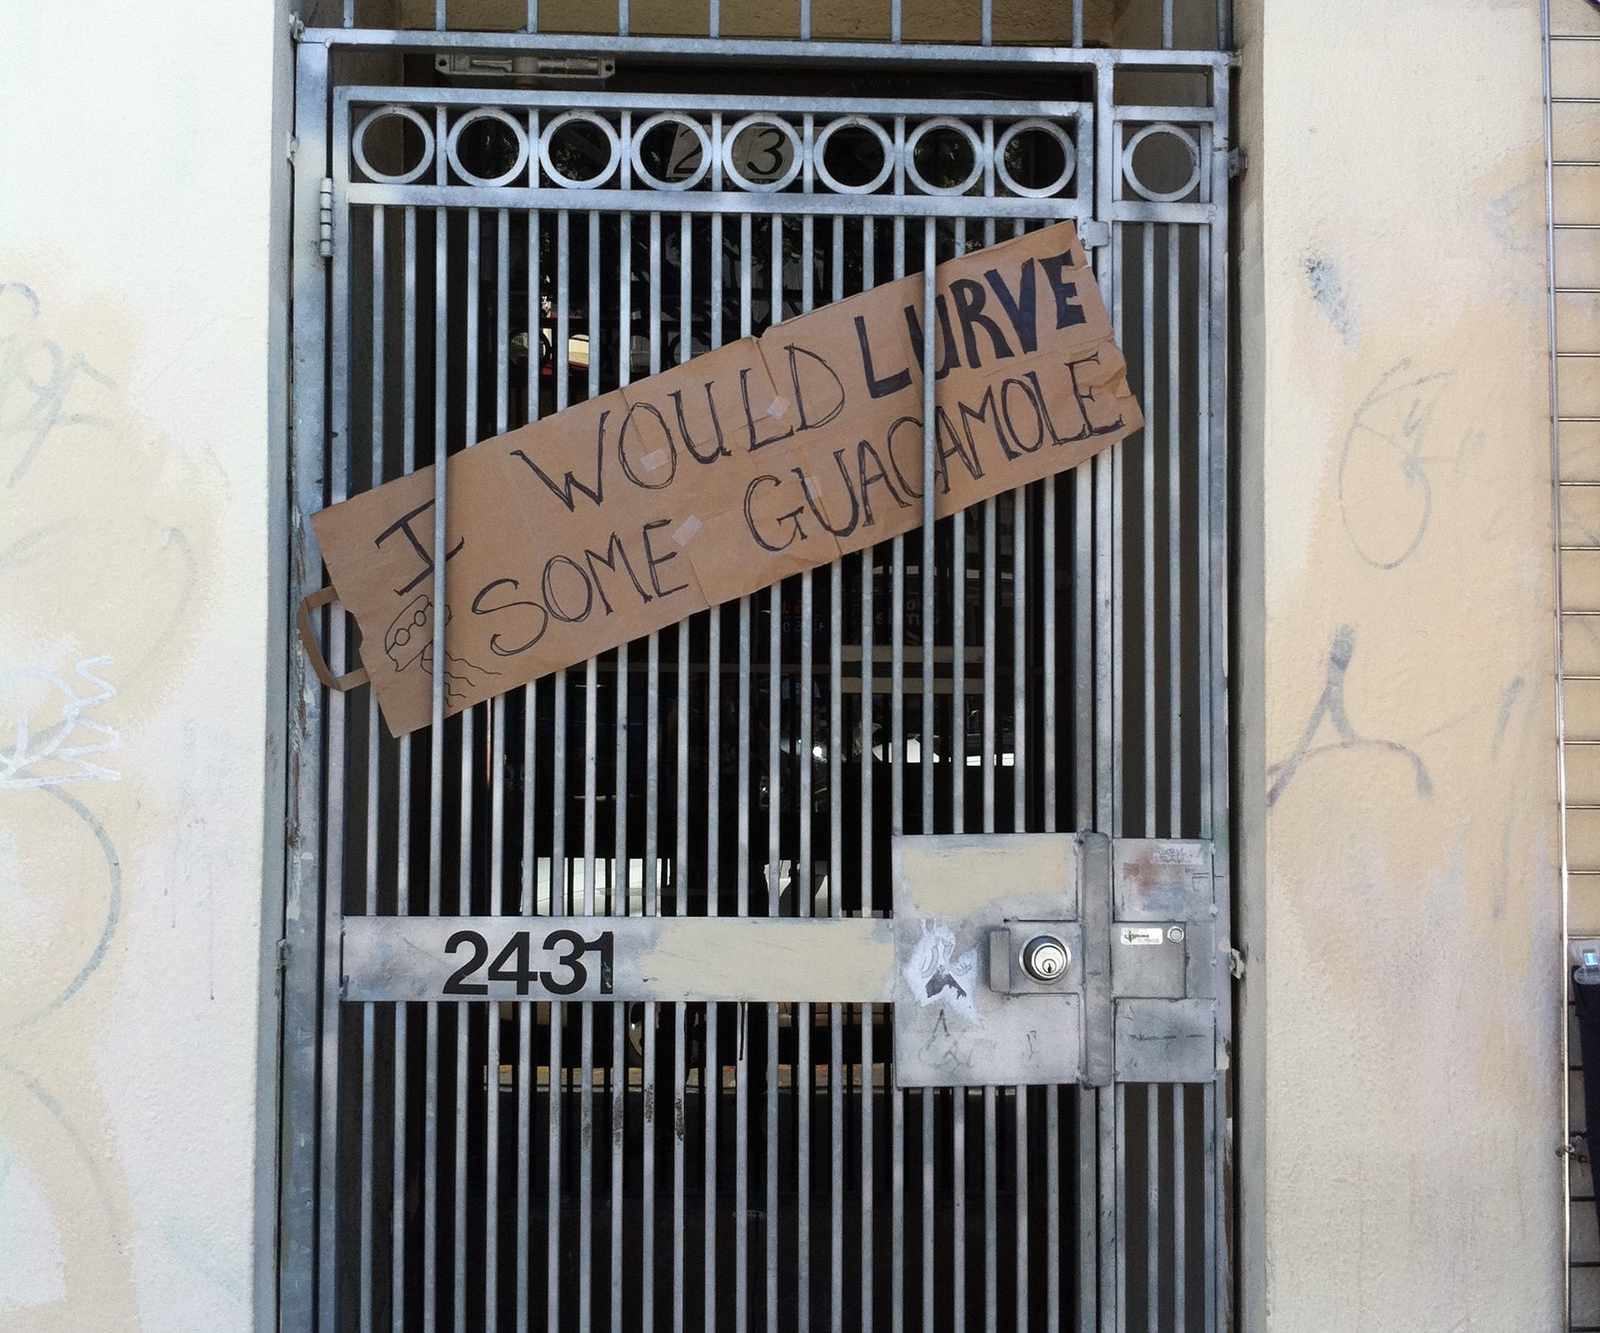 23
I WOULD LURVE
SOME GUACAMOLE
2431